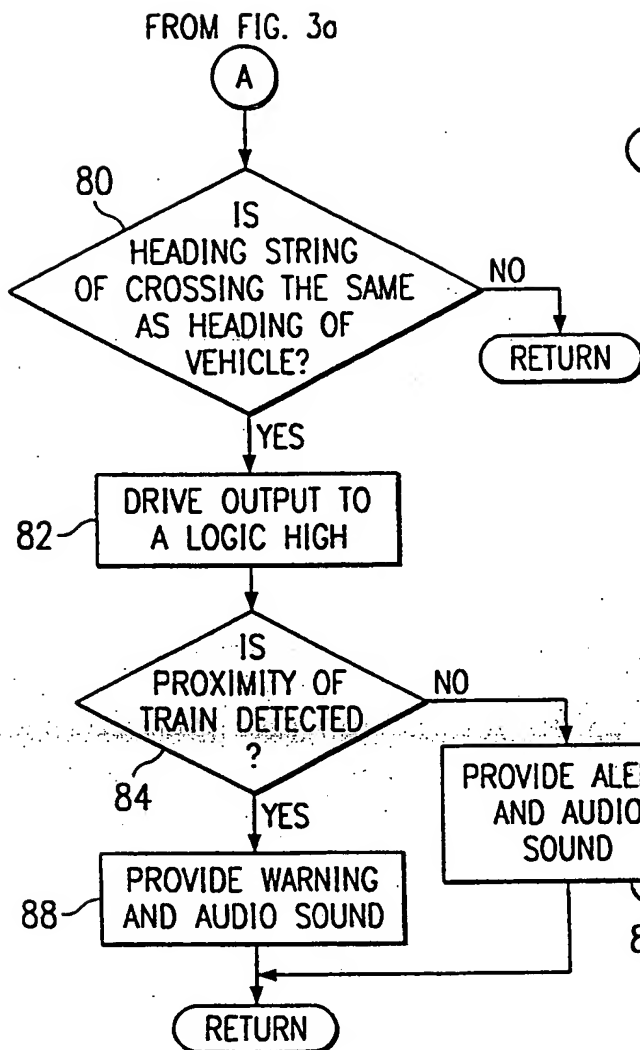 FROM FIG. 3a
A
80
IS
HEADING STRING
OF CROSSING THE SAME
AS HEADING OF
VEHICLE?
NO
RETURN
YES
DRIVE OUTPUT TO
A LOGIC HIGH
82
IS
PROXIMITY OF
TRAIN DETECTED
?
NO
84
YES
PROVIDE
AND AUDIO
SOUND
PROVIDE WARNING
AND AUDIO SOUND
88
RETURN